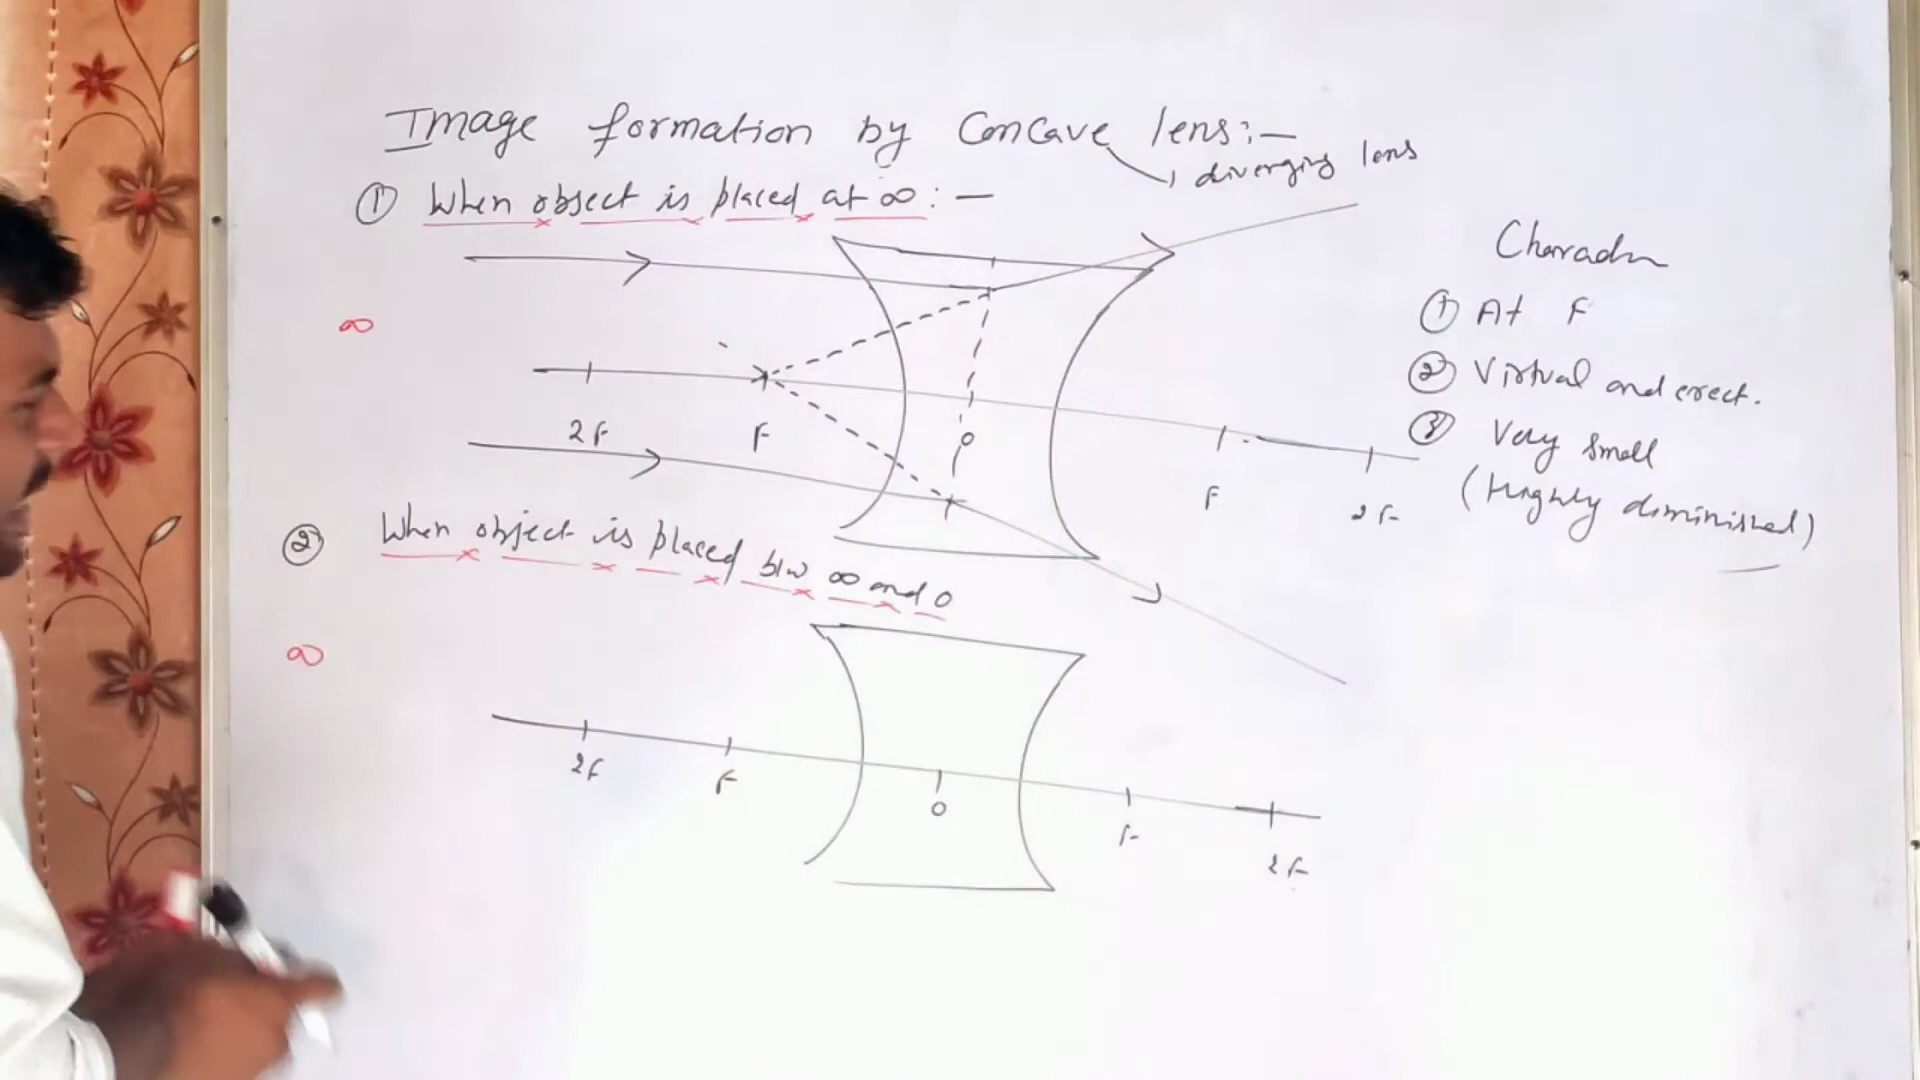 Image formation by Concave lens:—
diverging lens
① When object is placed at ∞ : —
∞
2F
F
O
F
2F
① At F
② Virtual and erect.
③ Very small
(Highly diminished)
② When object is placed b/w ∞ and O
∞
2F
F
O
F
2F